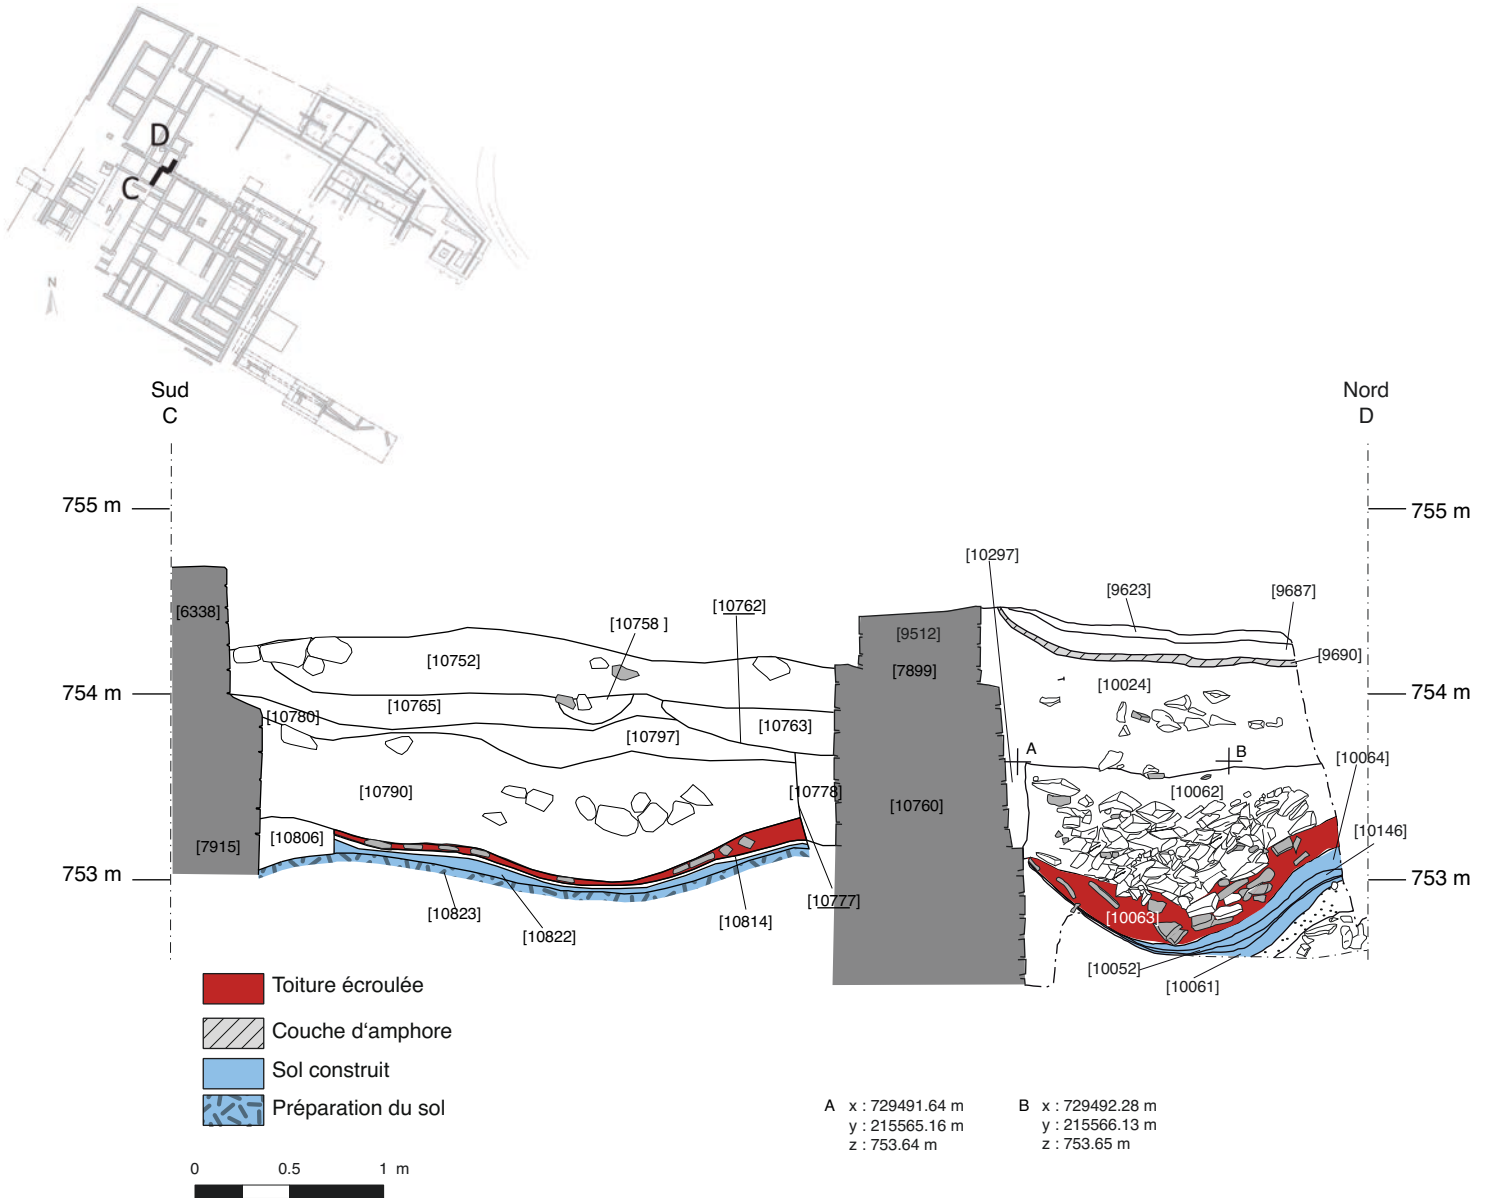 D
C
N
Sud
C
Nord
D
755 m
755 m
[10297]
[6338]
[10762]
[10758 ]
[9623]
[9687]
[9512]
[10752]
[7899]
[9690]
754 m
[10765]
[10780]
[10763]
[10797]
[10024]
754 m
A
B
[10064]
[10790]
[10778]
[10760]
[10062]
[10146]
[7915]
[10806]
753 m
753 m
[10823]
[10822]
[10814]
[10777]
[10063]
[10052]
[10061]
Toiture écroulée
Couche d'amphore
Sol construit
Préparation du sol
A x : 729491.64 m
y : 215565.16 m
z : 753.64 m
B x : 729492.28 m
y : 215566.13 m
z : 753.65 m
0 0.5 1 m